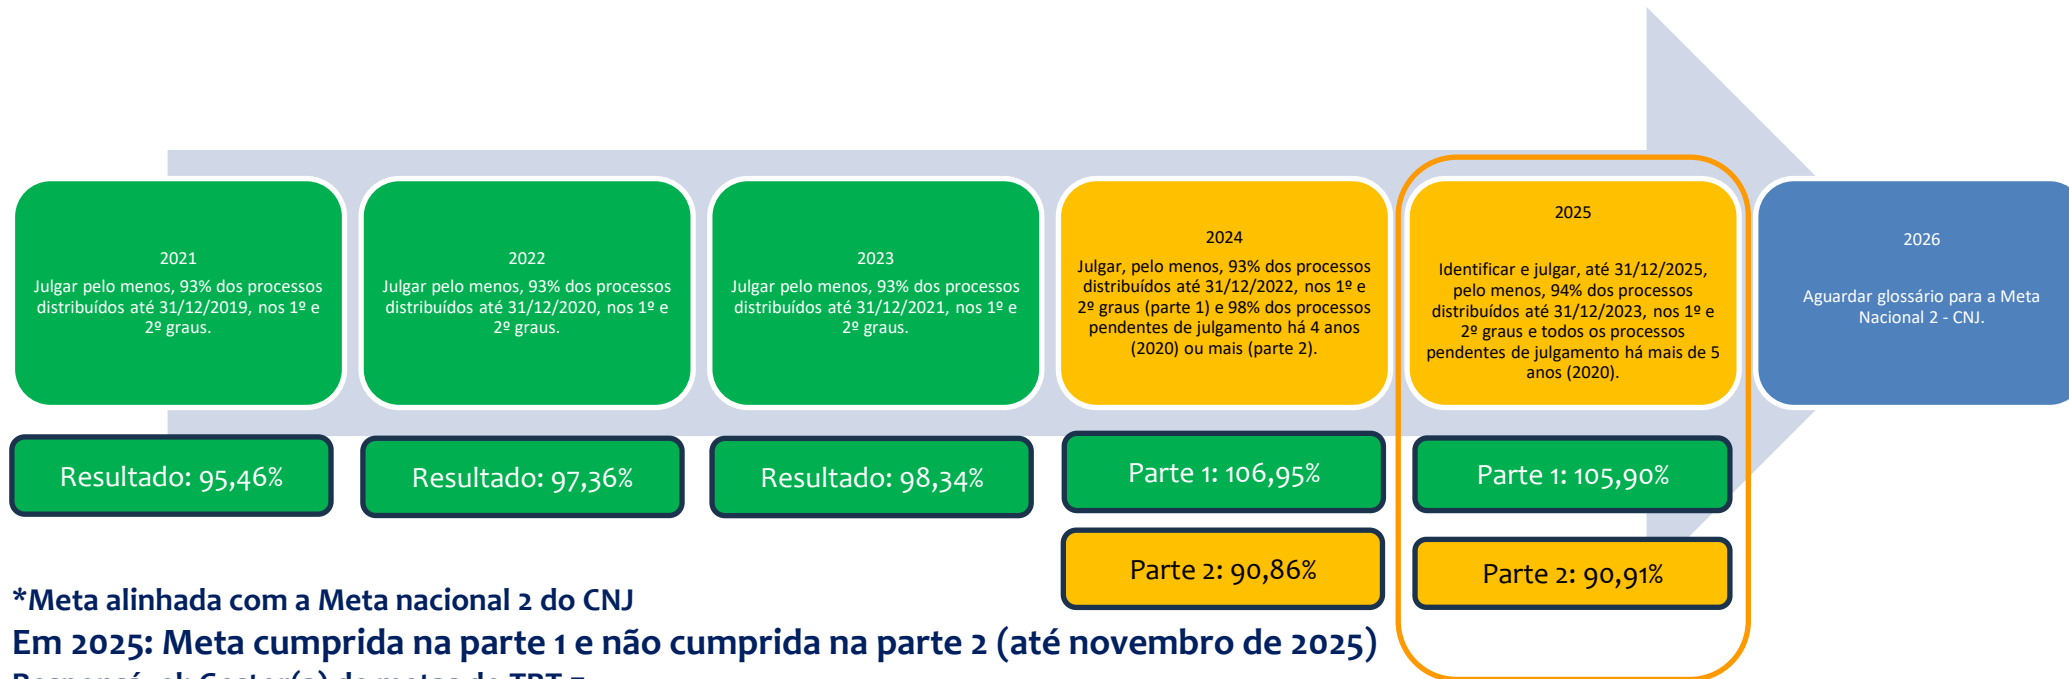 2021
Julgar pelo menos, 93% dos processos
distribuídos até 31/12/2019, nos 1º e
2º graus.
2022
Julgar pelo menos, 93% dos processos
distribuídos até 31/12/2020, nos 1º e
2º graus.
2023
Julgar pelo menos, 93% dos processos
distribuídos até 31/12/2021, nos 1º e
2º graus.
2024
Julgar, pelo menos, 93% dos processos
distribuídos até 31/12/2022, nos 1º e
2º graus (parte 1) e 98% dos processos
pendentes de julgamento há 4 anos
(2020) ou mais (parte 2).
2025
Identificar e julgar, até 31/12/2025,
pelo menos, 94% dos processos
distribuídos até 31/12/2023, nos 1º e
2º graus e todos os processos
pendentes de julgamento há mais de 5
anos (2020).
2026
Aguardar glossário para a Meta
Nacional 2 - CNJ.
Resultado: 95,46%
Resultado: 97,36%
Resultado: 98,34%
Parte 1: 106,95%
Parte 1: 105,90%
Parte 2: 90,86%
Parte 2: 90,91%
*Meta alinhada com a Meta nacional 2 do CNJ
Em 2025: Meta cumprida na parte 1 e não cumprida na parte 2 (até novembro de 2025)